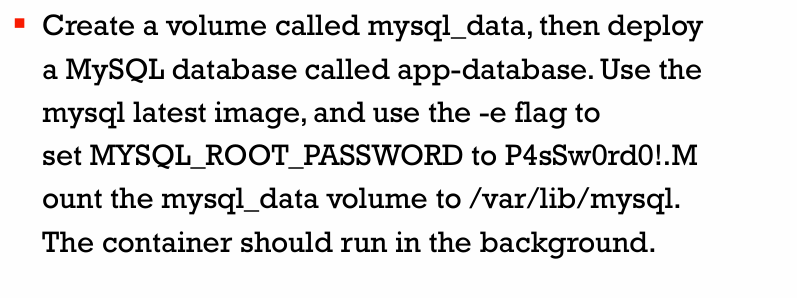 Create a volume called mysql_data, then deploy
a MySQL database called app-database. Use the
mysql latest image, and use the -e flag to
set MYSQL_ROOT_PASSWORD to P4sSw0rd0!.M
ount the mysql_data volume to /var/lib/mysql.
The container should run in the background.